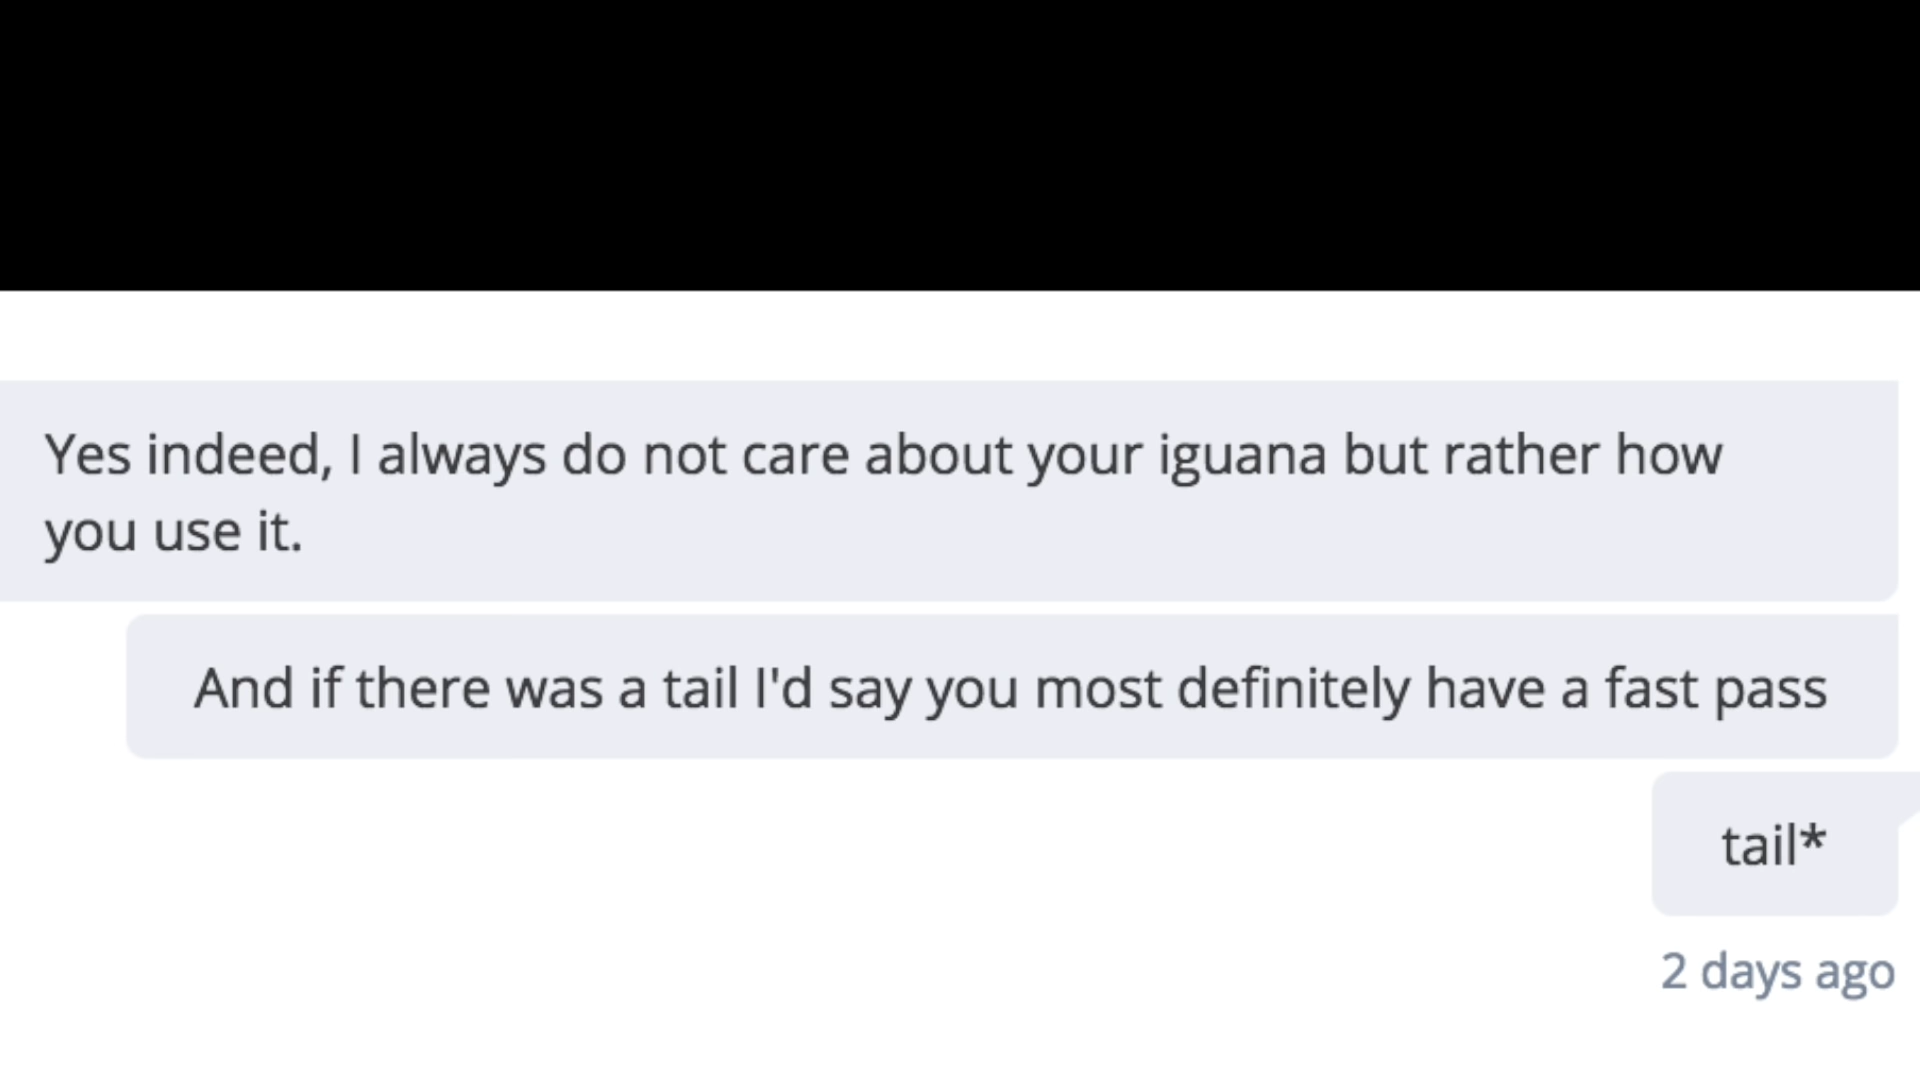 Yes indeed, I always do not care about your iguana but rather how
you use it.
And if there was a tail I'd say you most definitely have a fast pass
tail*
2 days ago